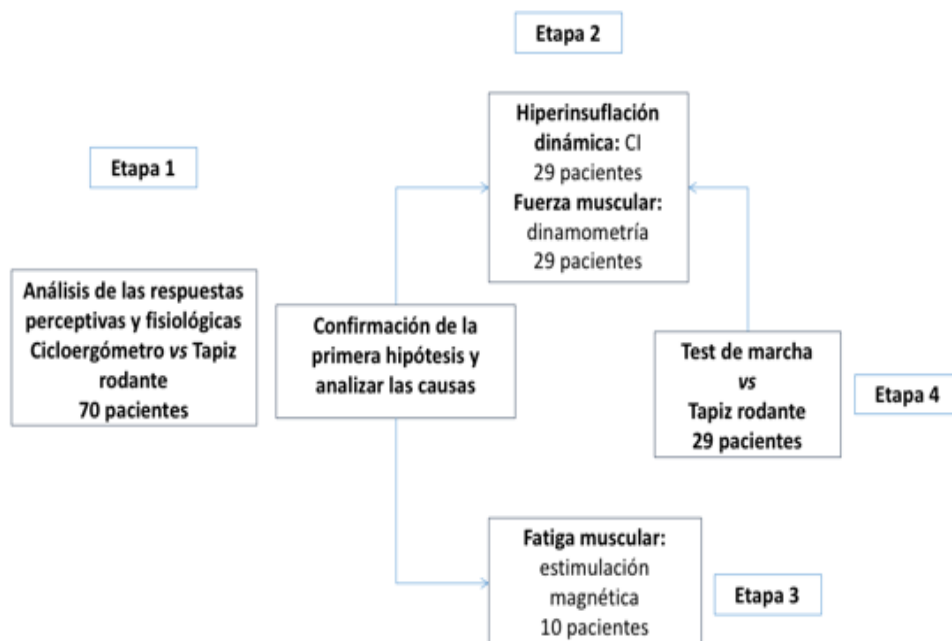 Etapa 1
Análisis de las respuestas
perceptivas y fisiológicas
Cicloergómetro vs Tapiz
rodante
70 pacientes
Confirmación de la
primera hipótesis y
analizar las causas
Etapa 2
Hiperinsuflación
dinámica: CI
29 pacientes
Fuerza muscular:
dinamometría
29 pacientes
Test de marcha
vs
Tapiz rodante
29 pacientes
Etapa 4
Fatiga muscular:
estimulación
magnética
10 pacientes
Etapa 3